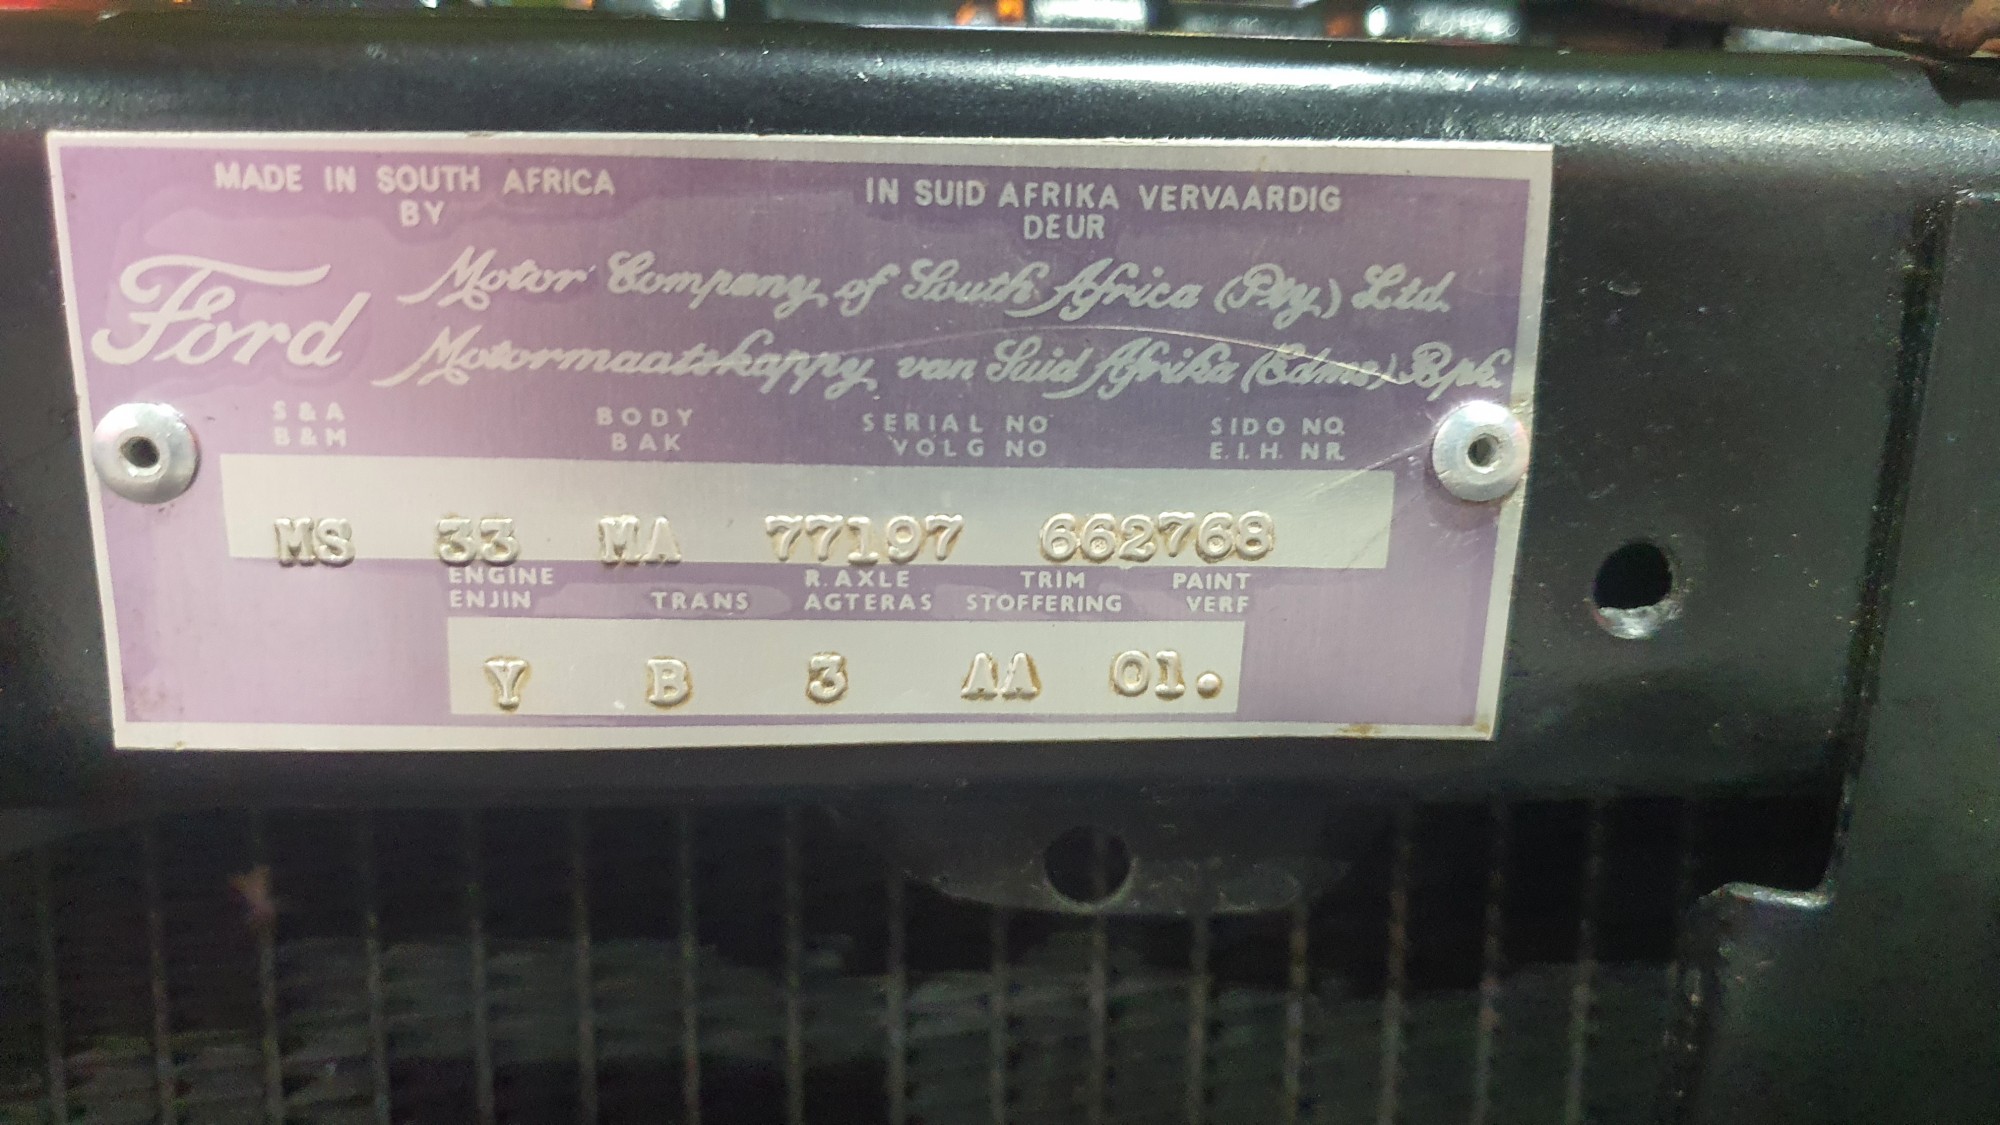 MADE IN SOUTH AFRICA
BY
IN SUID AFRIKA VERVAARDIG
DEUR
Ford
Motor Company of South Africa (Pty.) Ltd.
Motormaatskappy van Suid Afrika (Edms.) Bpk.
S & A BODY SERIAL NO SIDO NO.
B & M BAK VOLG NO E.I.H. NR.
MS 33 MA 77197 662768
ENGINE R. AXLE TRIM PAINT
ENJIN TRANS AGTERAS STOFFERING VERF
Y B 3 AA 01.